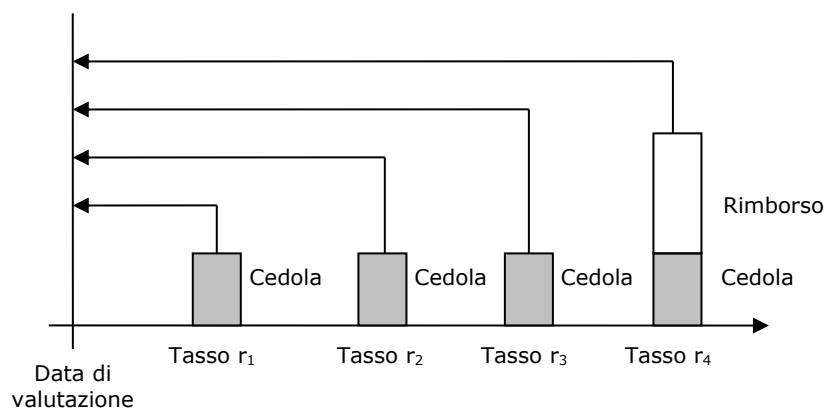 Rimborso
Cedola Cedola Cedola Cedola
Tasso r₁ Tasso r₂ Tasso r₃ Tasso r₄
Data di
valutazione